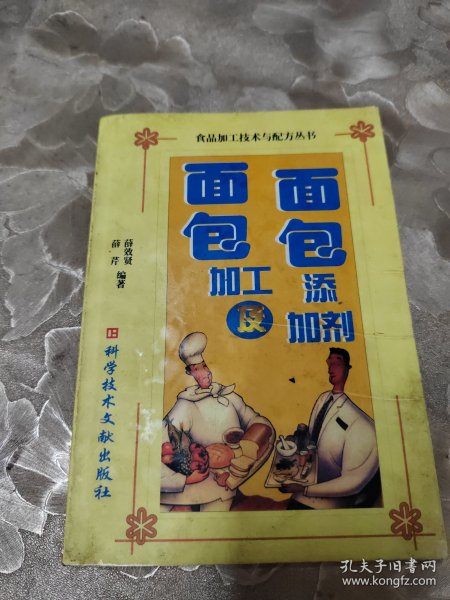 食品加工技术与配方丛书
面包
加工
及
面包
添
加剂
薛效贤
薛芹 编著
科学技术文献出版社
孔夫子旧书网
www.kongfz.com